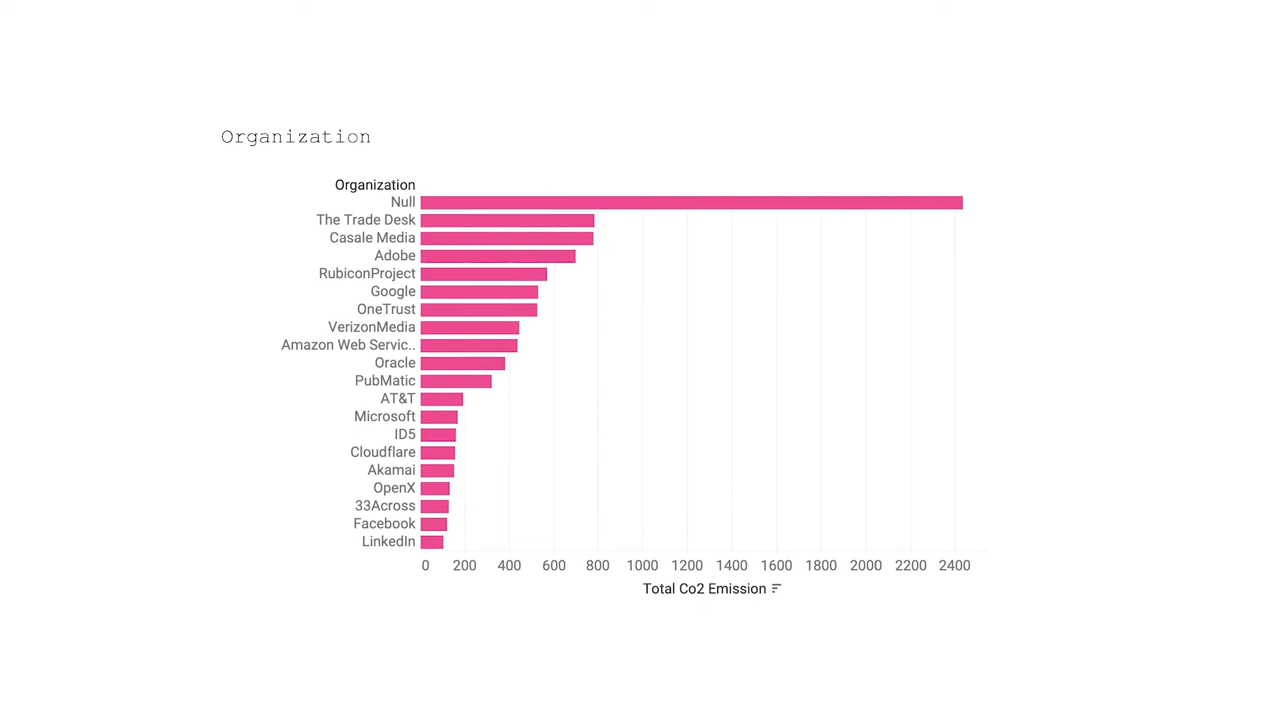 Organization
Organization
Null
The Trade Desk
Casale Media
Adobe
RubiconProject
Google
OneTrust
VerizonMedia
Amazon Web Servic..
Oracle
PubMatic
AT&T
Microsoft
ID5
Cloudflare
Akamai
OpenX
33Across
Facebook
LinkedIn
0 200 400 600 800 1000 1200 1400 1600 1800 2000 2200 2400
Total Co2 Emission